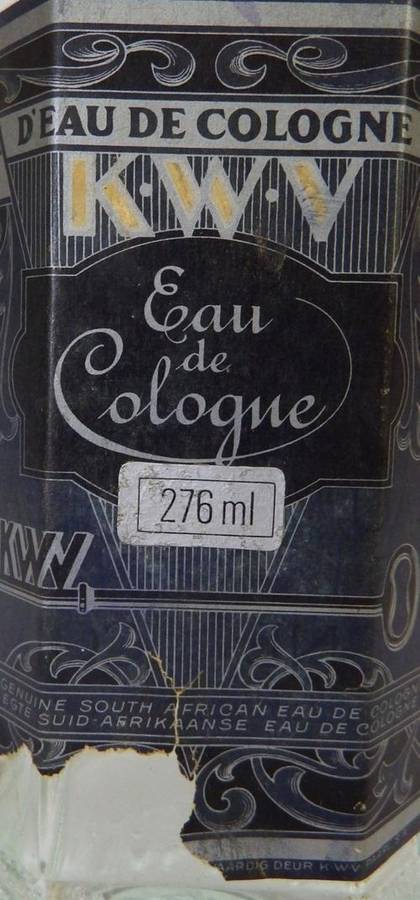 D'EAU DE COLOGNE
K·W·V
Eau
de
Cologne
276 ml
KWV
GENUINE SOUTH AFRICAN EAU DE COLOGNE
EGTE SUID-AFRIKAANSE EAU DE COLOGNE
DEUR K·W·V